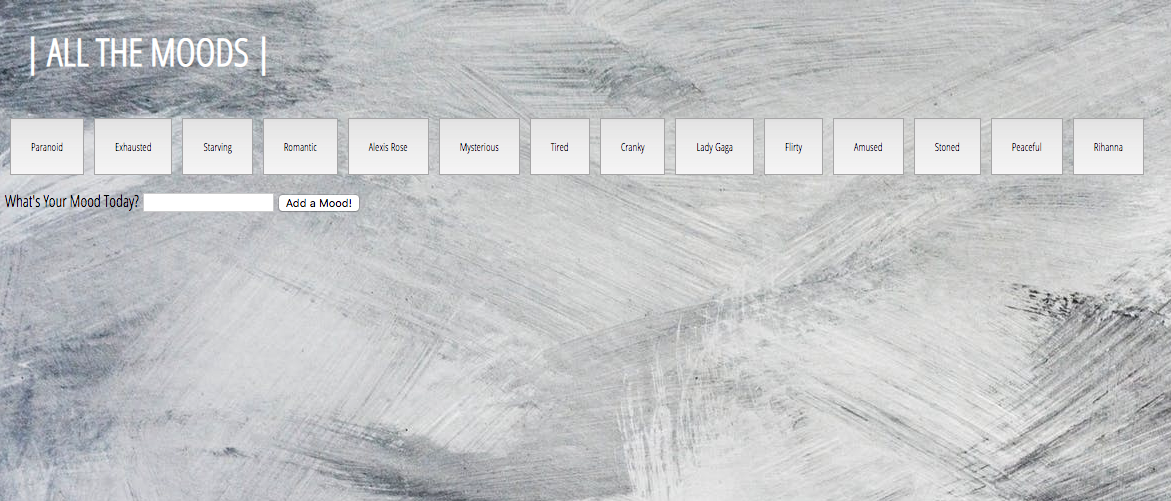 | ALL THE MOODS |
Paranoid Exhausted Starving Romantic Alexis Rose Mysterious Tired Cranky Lady Gaga Flirty Amused Stoned Peaceful Rihanna
What's Your Mood Today? Add a Mood!